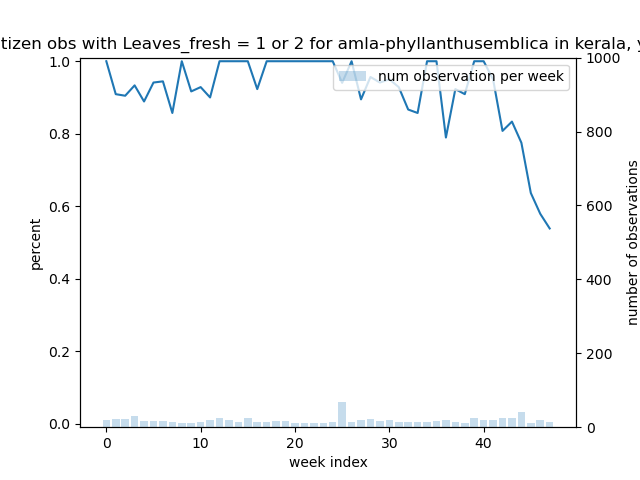 tizen obs with Leaves_fresh = 1 or 2 for amla-phyllanthusemblica in kerala,
num observation per week
1.0
0.8
0.6
0.4
0.2
0.0
percent
1000
800
600
400
200
0
number of observations
0 10 20 30 40
week index